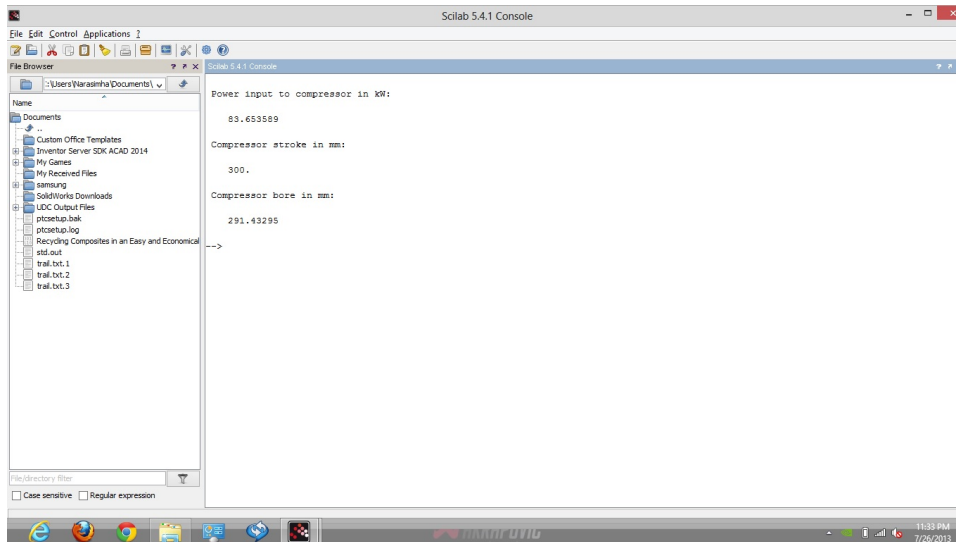 Scilab 5.4.1 Console
File Edit Control Applications ?
File Browser
Scilab 5.4.1 Console
:\Users\Narasimha\Documents\
Name
Documents
..
Custom Office Templates
Inventor Server SDK ACAD 2014
My Games
My Received Files
samsung
SolidWorks Downloads
UDC Output Files
ptcsetup.bak
ptcsetup.log
Recycling Composites in an Easy and Economical
std.out
trail.txt.1
trail.txt.2
trail.txt.3
Power input to compressor in kW:
83.653589
Compressor stroke in mm:
300.
Compressor bore in mm:
291.43295
-->
File/directory filter
Case sensitive Regular expression
11:33 PM
7/26/2013